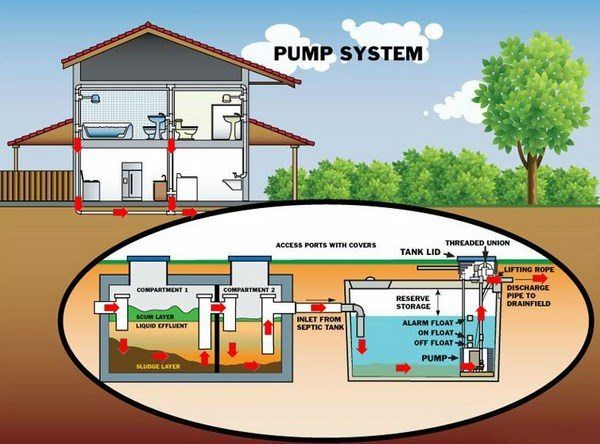 PUMP SYSTEM
ACCESS PORTS WITH COVERS
THREADED UNION
TANK LID
LIFTING ROPE
DISCHARGE
PIPE TO
DRAINFIELD
COMPARTMENT 1
COMPARTMENT 2
RESERVE
STORAGE
SCUM LAYER
LIQUID EFFLUENT
INLET FROM
SEPTIC TANK
ALARM FLOAT
ON FLOAT
OFF FLOAT
PUMP
SLUDGE LAYER